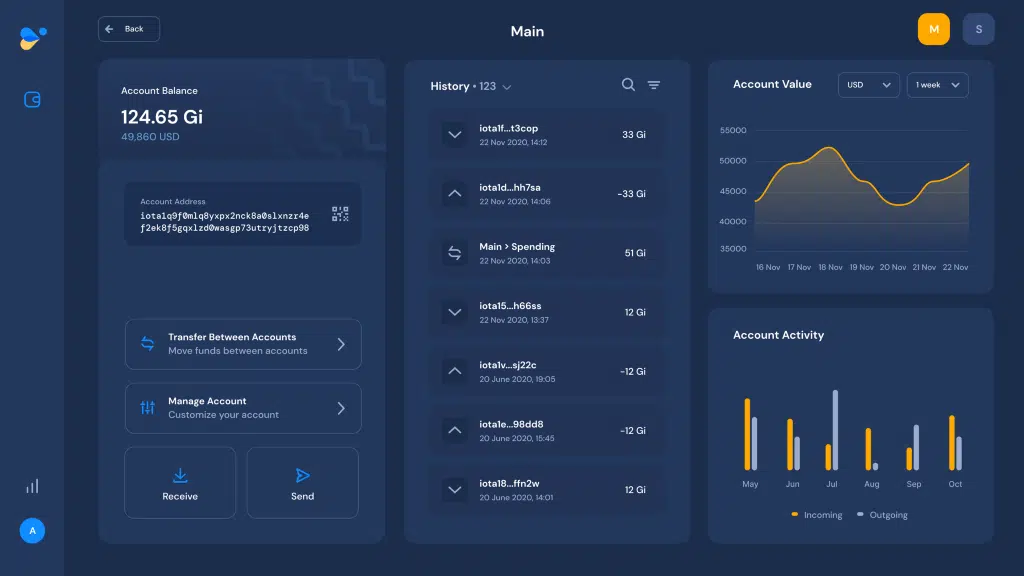 Back
Main
M
S
Account Balance
124.65 Gi
49,860 USD
Account Address
iota1q9f0mlq8yxpx2nck8a0slxnzr4e
f2ek8f5gqxlzd0wasgp73utryjtzcp98
Transfer Between Accounts
Move funds between accounts
Manage Account
Customize your account
Receive
Send
A
History • 123
iota1f...t3cop
33 Gi
22 Nov 2020, 14:12
iota1d...hh7sa
-33 Gi
22 Nov 2020, 14:06
Main > Spending
51 Gi
22 Nov 2020, 14:03
iota15...h66ss
12 Gi
22 Nov 2020, 13:37
iota1v...sj22c
-12 Gi
20 June 2020, 19:05
iota1e...98dd8
-12 Gi
20 June 2020, 15:45
iota18...ffn2w
12 Gi
20 June 2020, 14:01
Account Value
USD
1 week
55000
50000
45000
40000
35000
16 Nov 17 Nov 18 Nov 19 Nov 20 Nov 21 Nov 22 Nov
Account Activity
May Jun Jul Aug Sep Oct
Incoming Outgoing